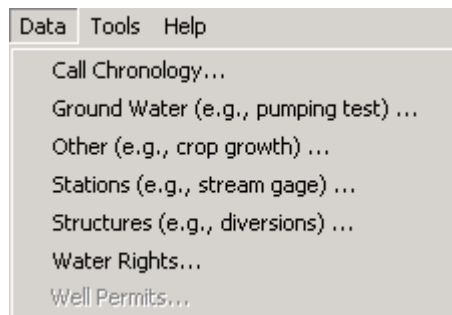 Data Tools Help
Call Chronology...
Ground Water (e.g., pumping test) ...
Other (e.g., crop growth) ...
Stations (e.g., stream gage) ...
Structures (e.g., diversions) ...
Water Rights...
Well Permits...